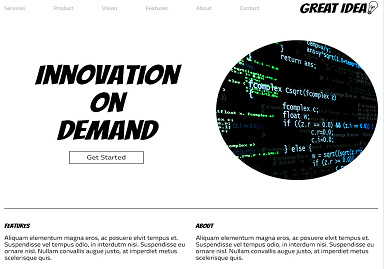 Services Product Vision Features About Contact GREAT IDEA
INNOVATION
ON
DEMAND
Get Started
return ans;
fcomplex Csqrt(fcomplex z)
fcomplex c;
float w;
if ((z.r == 0.0) && (z.i == 0.0))
c.r=0.0;
c.i=0.0;
} else {
FEATURES
Aliquam elementum magna eros, ac posuere elvit tempus et.
Suspendisse vel tempus odio, in interdutm nisi. Suspendisse eu
ornare nisl. Nullam convallis augue justo, at imperdiet metus
scelerisque quis.
ABOUT
Aliquam elementum magna eros, ac posuere elvit tempus et.
Suspendisse vel tempus odio, in interdutm nisi. Suspendisse eu
ornare nisl. Nullam convallis augue justo, at imperdiet metus
scelerisque quis.